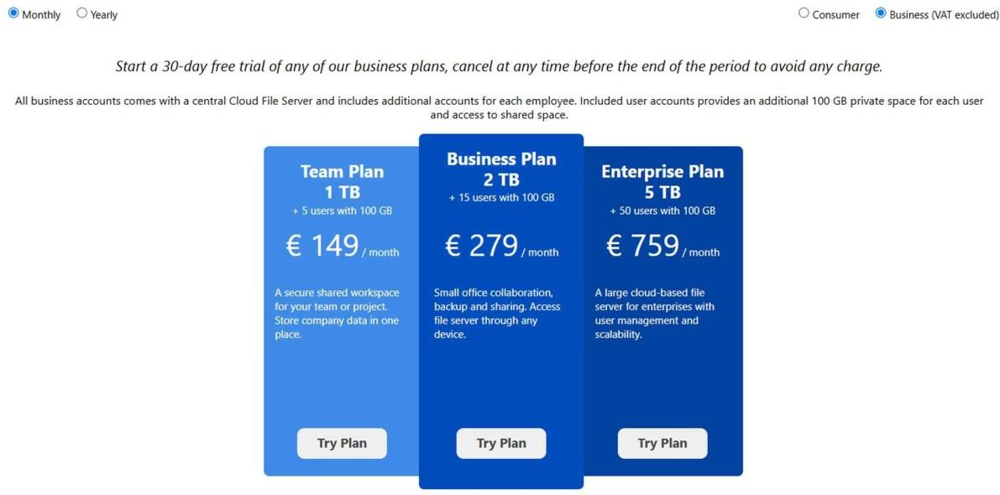 Monthly Yearly Consumer Business (VAT excluded)
Start a 30-day free trial of any of our business plans, cancel at any time before the end of the period to avoid any charge.
All business accounts comes with a central Cloud File Server and includes additional accounts for each employee. Included user accounts provides an additional 100 GB private space for each user
and access to shared space.
Team Plan
1 TB
+ 5 users with 100 GB
€ 149 / month
A secure shared workspace
for your team or project.
Store company data in one
place.
Try Plan
Business Plan
2 TB
+ 15 users with 100 GB
€ 279 / month
Small office collaboration,
backup and sharing. Access
file server through any
device.
Try Plan
Enterprise Plan
5 TB
+ 50 users with 100 GB
€ 759 / month
A large cloud-based file
server for enterprises with
user management and
scalability.
Try Plan